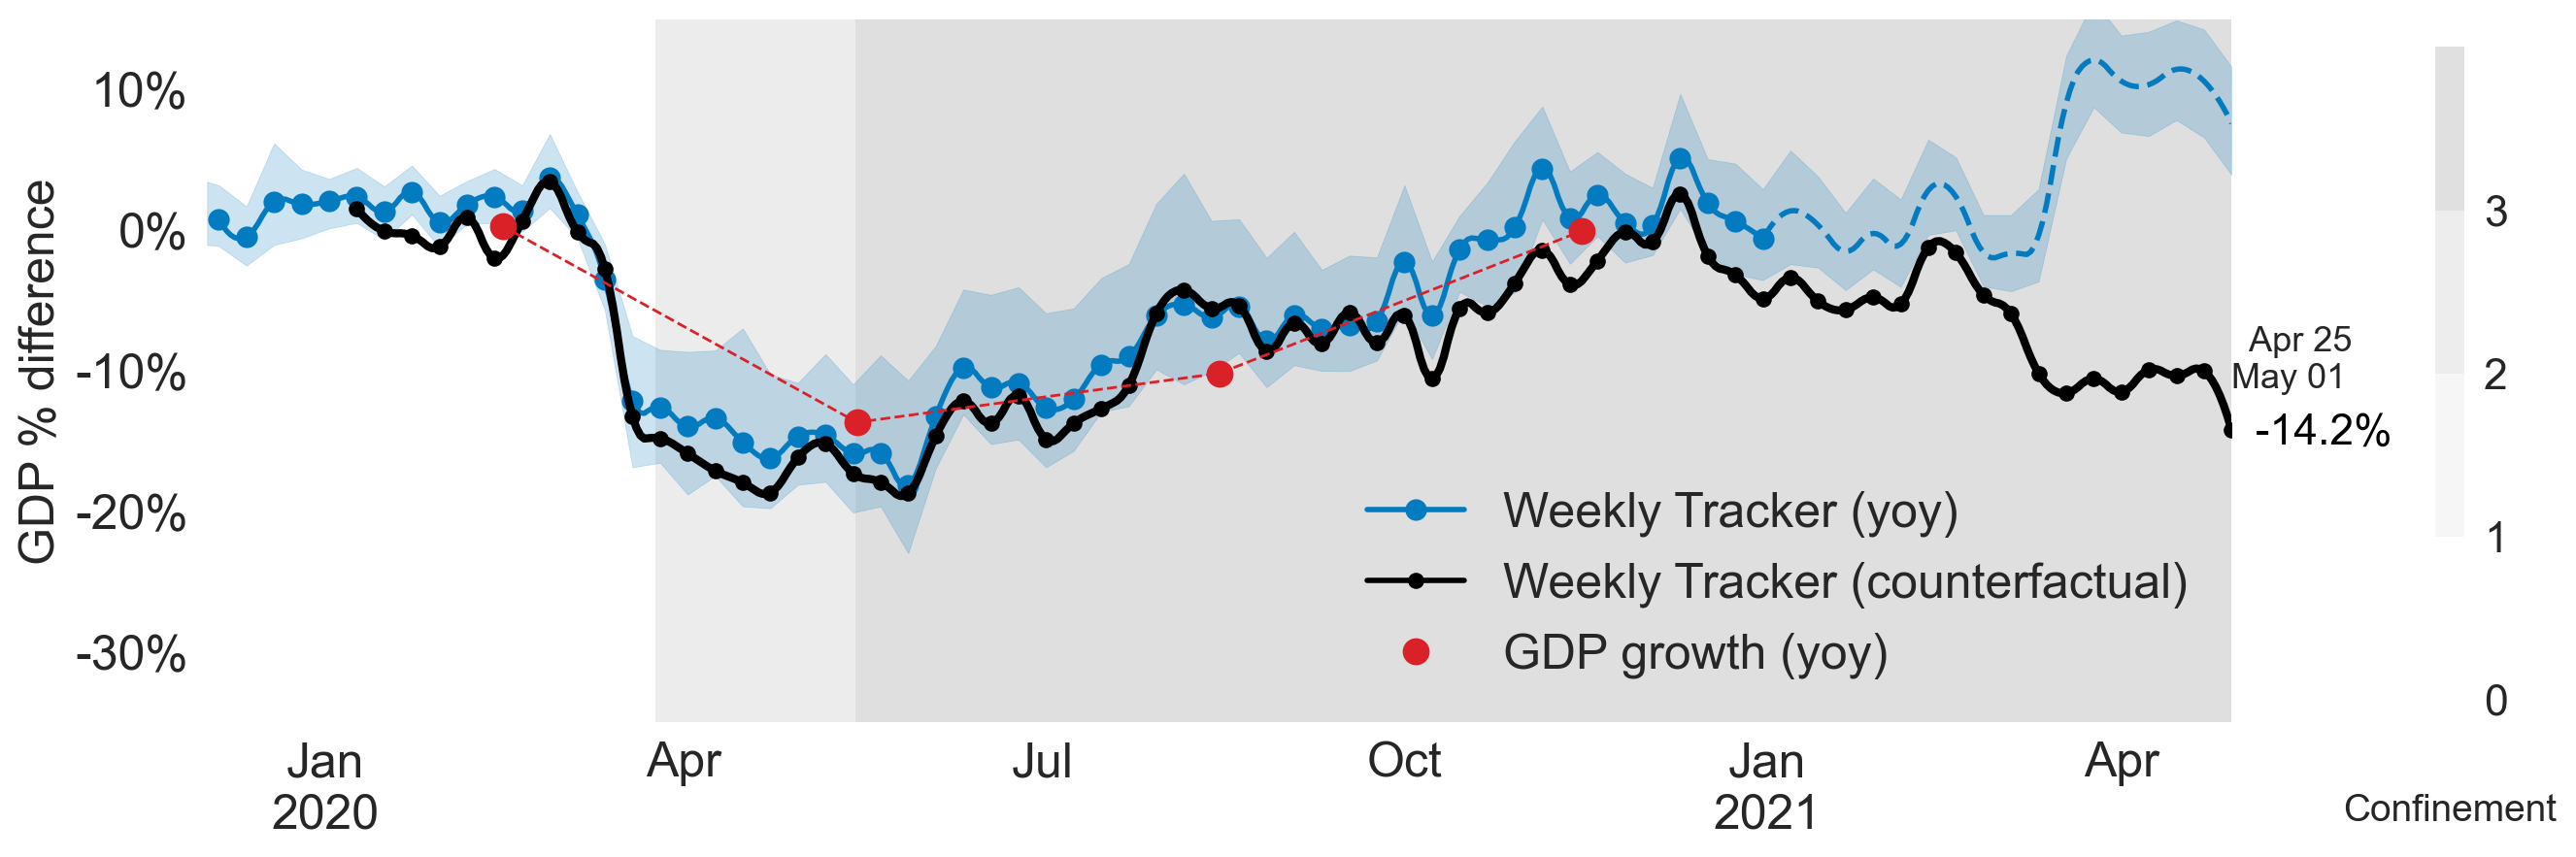 GDP % difference
10%
0%
-10%
-20%
-30%
Apr 25
May 01
-14.2%
Weekly Tracker (yoy)
Weekly Tracker (counterfactual)
GDP growth (yoy)
Jan
2020
Apr
Jul
Oct
Jan
2021
Apr
3
2
1
0
Confinement